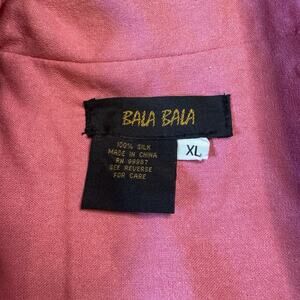 BALA BALA
100% SILK
MADE IN CHINA
RN 99987
SEE REVERSE
FOR CARE
XL